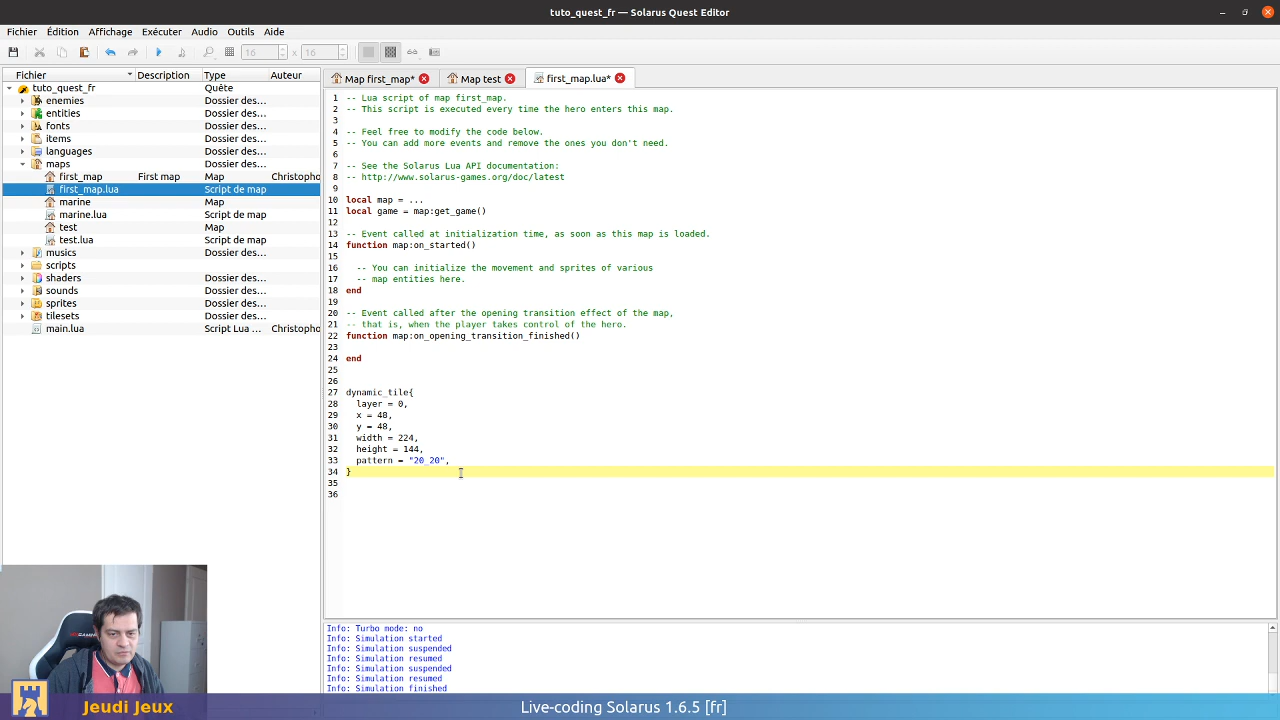 tuto_quest_fr — Solarus Quest Editor
Fichier Édition Affichage Exécuter Audio Outils Aide
16 x 16
Fichier Description Type Auteur
tuto_quest_fr Quête
enemies Dossier des...
entities Dossier des...
fonts Dossier des...
items Dossier des...
languages Dossier des...
maps Dossier des...
first_map First map Map Christopho
first_map.lua Script de map
marine Map
marine.lua Script de map
test Map
test.lua Script de map
musics Dossier des...
scripts
shaders Dossier des...
sounds Dossier des...
sprites Dossier des...
tilesets Dossier des...
main.lua Script Lua ... Christopho
Map first_map* Map test first_map.lua*
1 -- Lua script of map first_map.
2 -- This script is executed every time the hero enters this map.
3
4 -- Feel free to modify the code below.
5 -- You can add more events and remove the ones you don't need.
6
7 -- See the Solarus Lua API documentation:
8 -- http://www.solarus-games.org/doc/latest
9
10 local map = ...
11 local game = map:get_game()
12
13 -- Event called at initialization time, as soon as this map is loaded.
14 function map:on_started()
15
16   -- You can initialize the movement and sprites of various
17   -- map entities here.
18 end
19
20 -- Event called after the opening transition effect of the map,
21 -- that is, when the player takes control of the hero.
22 function map:on_opening_transition_finished()
23
24 end
25
26
27 dynamic_tile{
28   layer = 0,
29   x = 48,
30   y = 48,
31   width = 224,
32   height = 144,
33   pattern = "20_20",
34 }
35
36
Info: Turbo mode: no
Info: Simulation started
Info: Simulation suspended
Info: Simulation resumed
Info: Simulation suspended
Info: Simulation resumed
Info: Simulation finished
Jeudi Jeux
Live-coding Solarus 1.6.5 [fr]